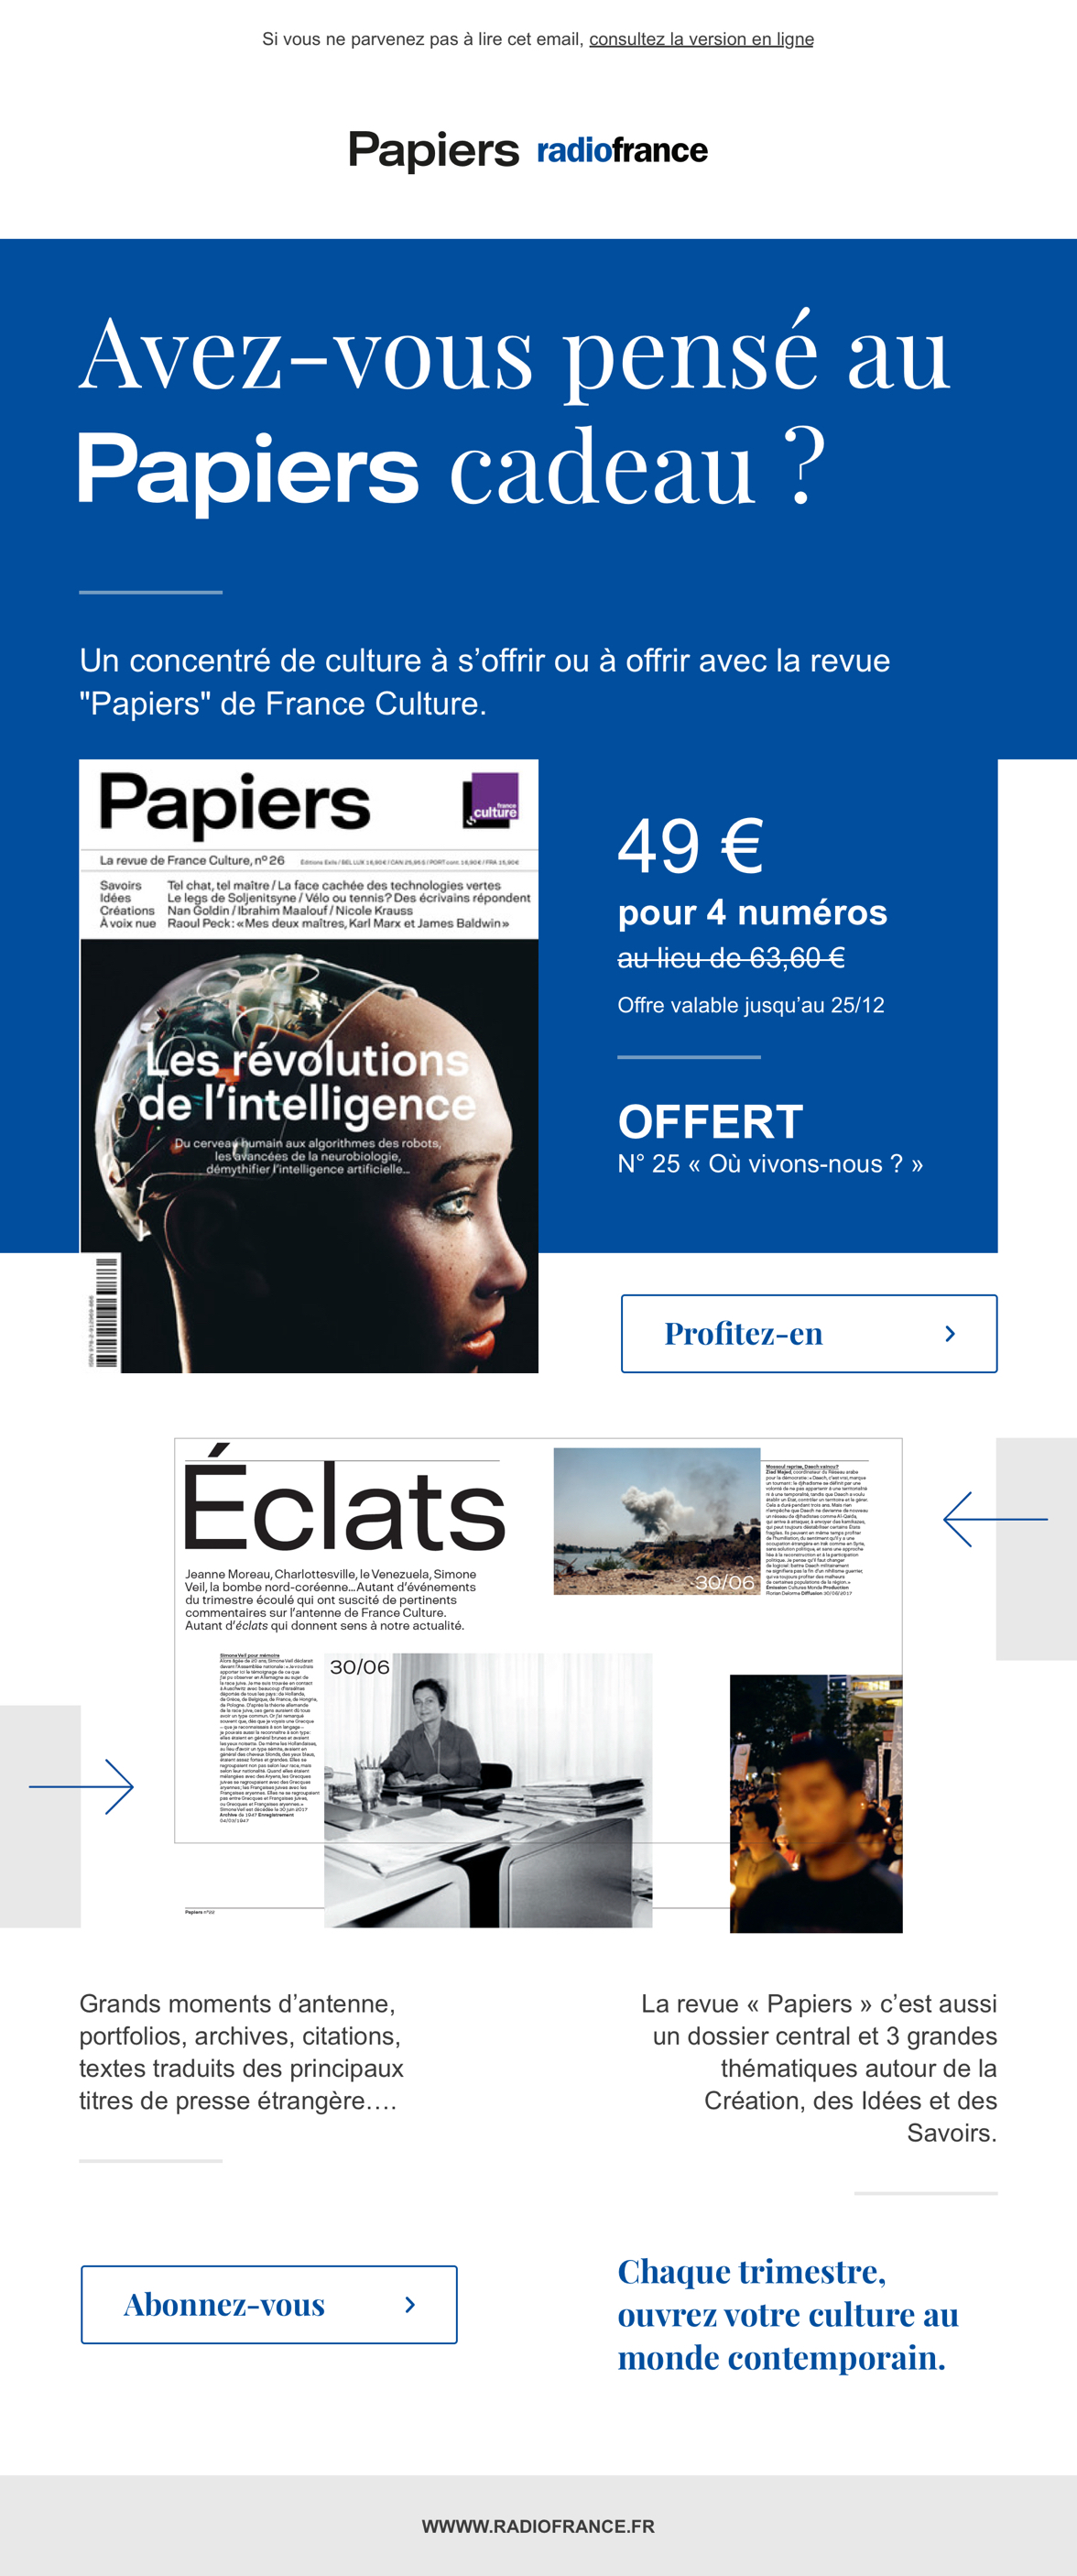 Si vous ne parvenez pas à lire cet email, consultez la version en ligne
Papiers radiofrance
Avez-vous pensé au
Papiers cadeau ?
Un concentré de culture à s'offrir ou à offrir avec la revue
"Papiers" de France Culture.
Papiers
france
culture
La revue de France Culture, nº 26
Savoirs Tel chat, tel maître / La face cachée des technologies vertes
Idées Le legs de Soljenitsyne / Vélo ou tennis ? Des écrivains répondent
Créations Nan Goldin / Ibrahim Maalouf / Nicole Krauss
À voix nue Raoul Peck: «Mes deux maîtres, Karl Marx et James Baldwin»
Les révolutions
de l'intelligence
Du cerveau humain aux algorithmes des robots,
les avancées de la neurobiologie,
démythifier l'intelligence artificielle...
49 €
pour 4 numéros
au lieu de 63,60 €
Offre valable jusqu'au 25/12
OFFERT
N° 25 « Où vivons-nous ? »
Profitez-en
Éclats
Jeanne Moreau, Charlottesville, le Venezuela, Simone
Veil, la bombe nord-coréenne... Autant d'événements
du trimestre écoulé qui ont suscité de pertinents
commentaires sur l'antenne de France Culture.
Autant d'éclats qui donnent sens à notre actualité.
30/06
30/06
Simone Veil pour mémoire
Papiers n°22
Grands moments d'antenne,
portfolios, archives, citations,
textes traduits des principaux
titres de presse étrangère….
La revue « Papiers » c'est aussi
un dossier central et 3 grandes
thématiques autour de la
Création, des Idées et des
Savoirs.
Abonnez-vous
Chaque trimestre,
ouvrez votre culture au
monde contemporain.
WWWW.RADIOFRANCE.FR